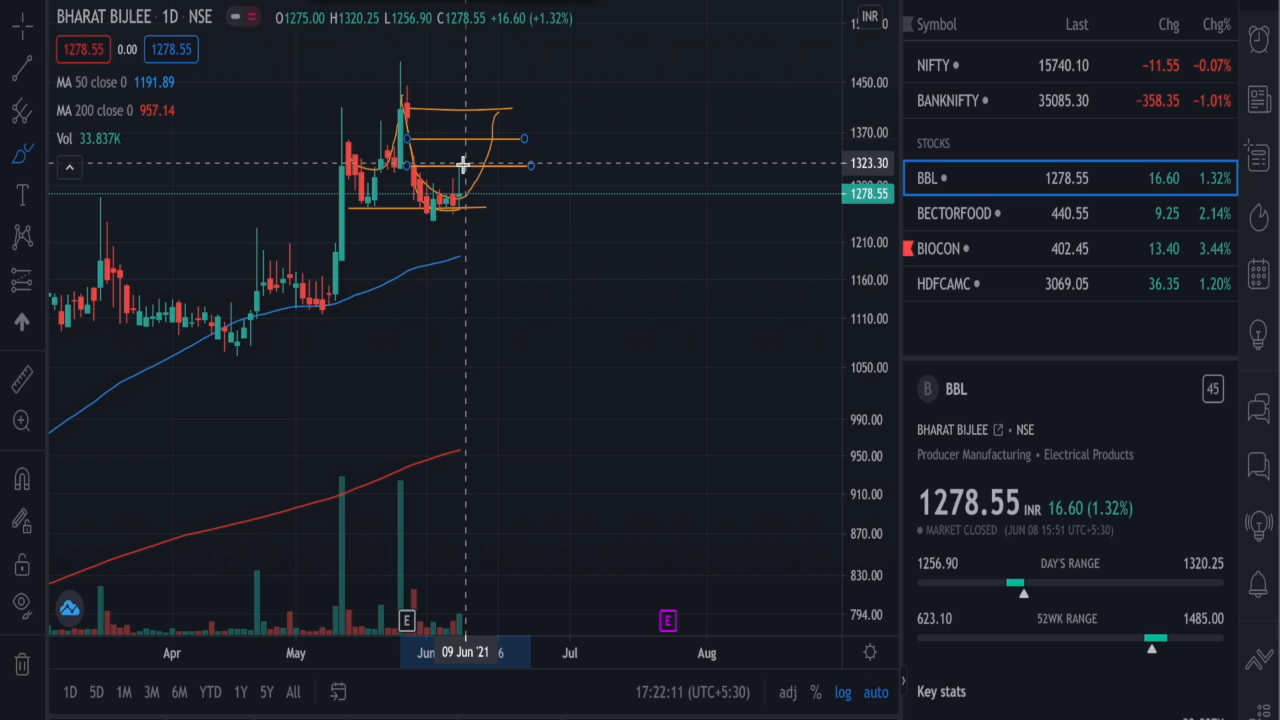 BHARAT BIJLEE · 1D · NSE
O1275.00 H1320.25 L1256.90 C1278.55 +16.60 (+1.32%)
1278.55 0.00 1278.55
MA 50 close 0 1191.89
MA 200 close 0 957.14
Vol 33.837K
INR
1450.00
1370.00
1323.30
1278.55
1210.00
1160.00
1110.00
1050.00
990.00
950.00
910.00
870.00
830.00
794.00
E
E
Apr May Jun 09 Jun '21 6 Jul Aug
1D 5D 1M 3M 6M YTD 1Y 5Y All
17:22:11 (UTC+5:30) adj % log auto
Symbol Last Chg Chg%
NIFTY 15740.10 −11.55 −0.07%
BANKNIFTY 35085.30 −358.35 −1.01%
STOCKS
BBL 1278.55 16.60 1.32%
BECTORFOOD 440.55 9.25 2.14%
BIOCON 402.45 13.40 3.44%
HDFCAMC 3069.05 36.35 1.20%
B BBL 45
BHARAT BIJLEE • NSE
Producer Manufacturing • Electrical Products
1278.55 INR 16.60 (1.32%)
MARKET CLOSED (JUN 08 15:51 UTC+5:30)
1256.90 DAY'S RANGE 1320.25
623.10 52WK RANGE 1485.00
Key stats